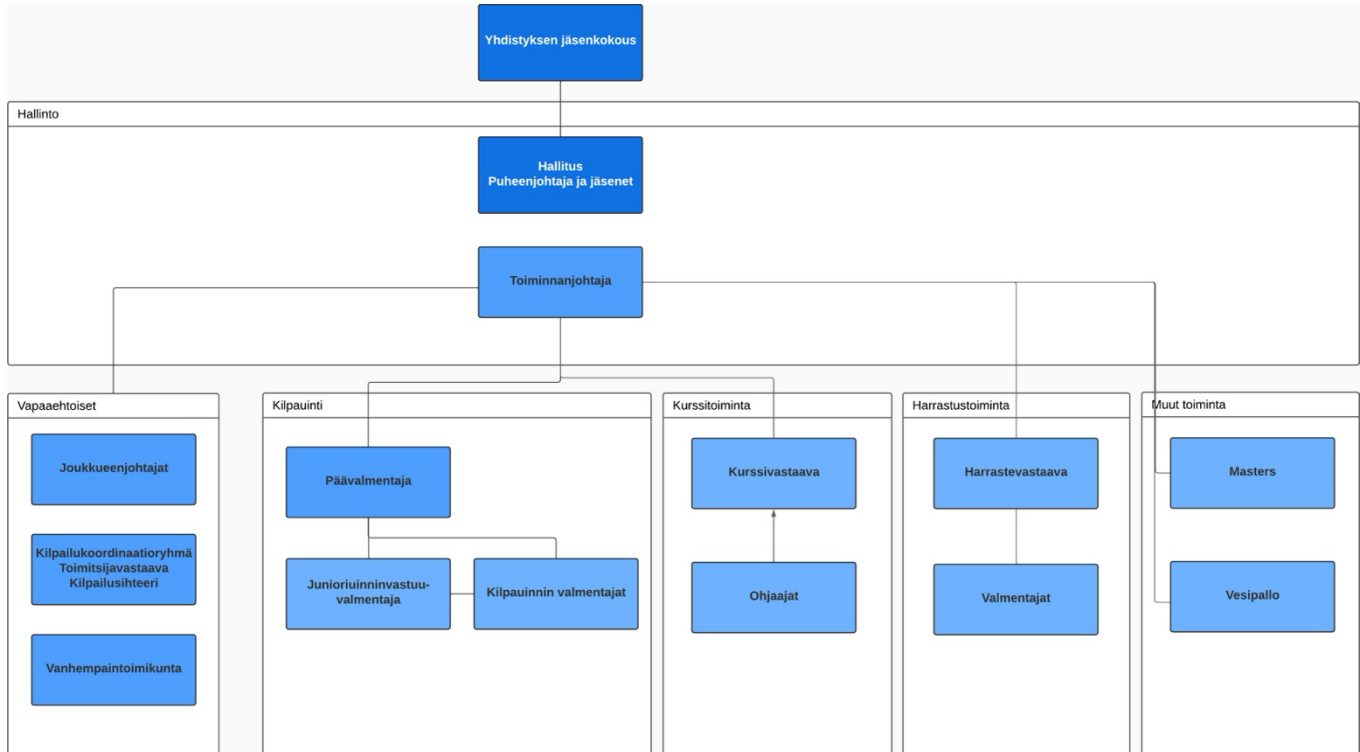 Yhdistyksen jäsenkokous
Hallinto
Hallitus
Puheenjohtaja ja jäsenet
Toiminnanjohtaja
Vapaaehtoiset
Joukkueenjohtajat
Kilpailukoordinaatioryhmä
Toimitsijavastaava
Kilpailusihteeri
Vanhempaintoimikunta
Kilpauinti
Päävalmentaja
Junioriuinninvastuu-
valmentaja
Kilpauinnin valmentajat
Kurssitoiminta
Kurssivastaava
Ohjaajat
Harrastustoiminta
Harrastevastaava
Valmentajat
Muut toiminta
Masters
Vesipallo